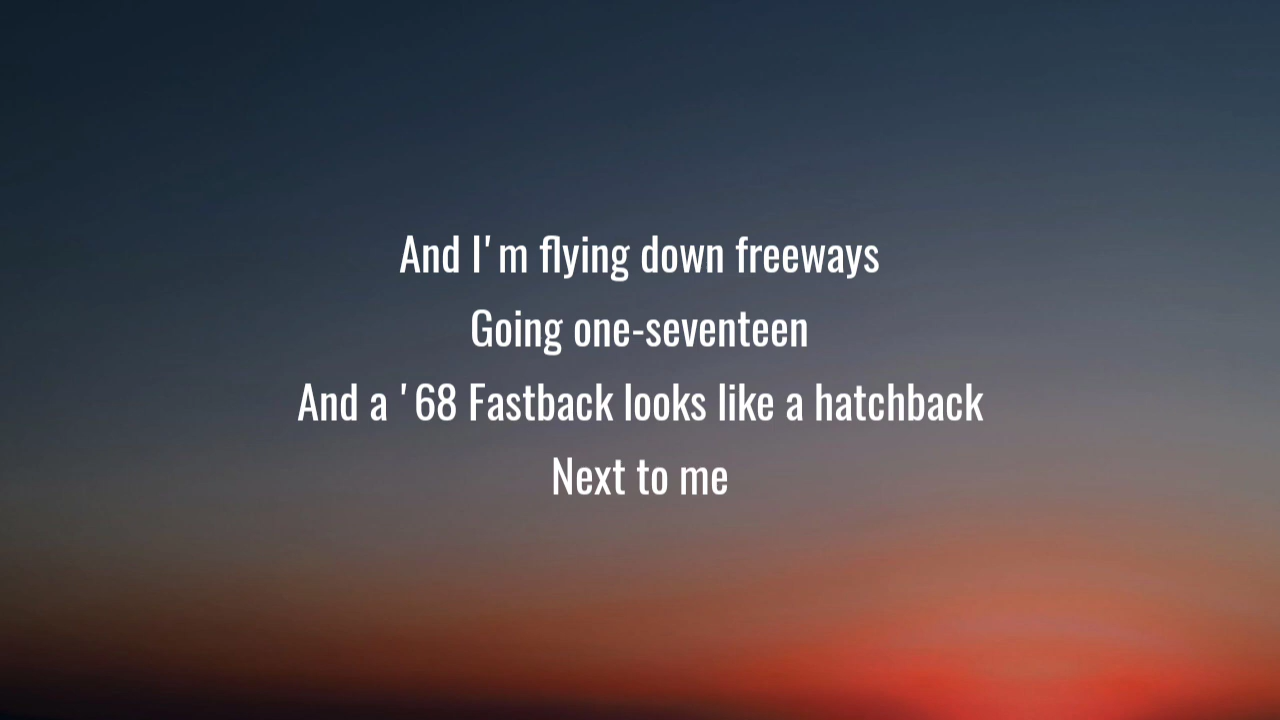 And I'm flying down freeways
Going one-seventeen
And a '68 Fastback looks like a hatchback
Next to me